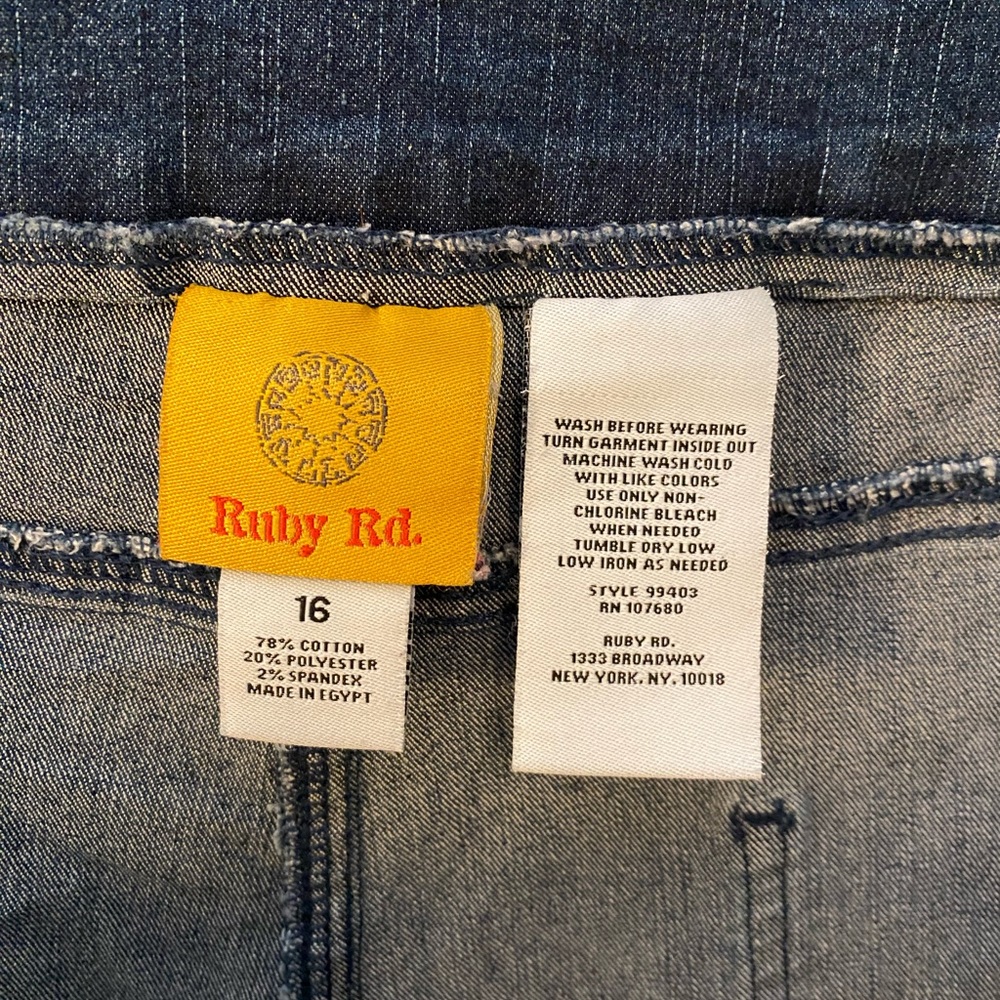 Ruby Rd.
16
78% COTTON
20% POLYESTER
2% SPANDEX
MADE IN EGYPT
WASH BEFORE WEARING
TURN GARMENT INSIDE OUT
MACHINE WASH COLD
WITH LIKE COLORS
USE ONLY NON-
CHLORINE BLEACH
WHEN NEEDED
TUMBLE DRY LOW
LOW IRON AS NEEDED
STYLE 99403
RN 107680
RUBY RD.
1333 BROADWAY
NEW YORK, NY. 10018